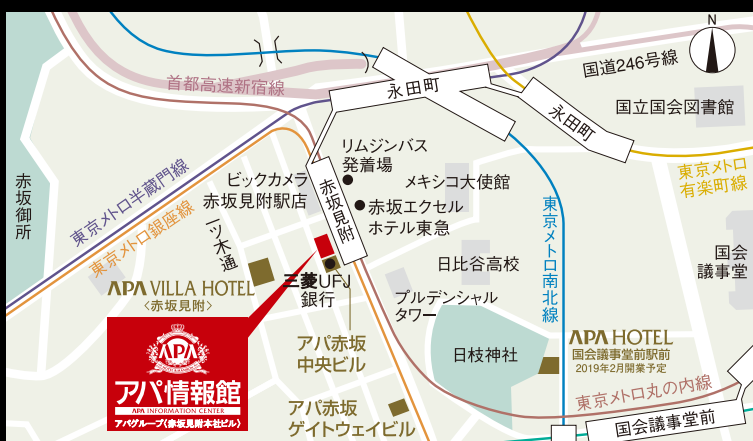 N
国道246号線
首都高速新宿線
永田町
永田町
国立国会図書館
リムジンバス
発着場
東京メトロ半蔵門線
ビックカメラ
赤坂見附駅店
赤坂見附
メキシコ大使館
東京メトロ
有楽町線
赤坂御所
赤坂エクセル
ホテル東急
東京メトロ銀座線
一ツ木通
東京メトロ南北線
国会
議事堂
日比谷高校
三菱UFJ
銀行
APA VILLA HOTEL
〈赤坂見附〉
プルデンシャル
タワー
アパ赤坂
中央ビル
日枝神社
APA HOTEL
国会議事堂前駅前
2019年2月開業予定
APA
アパ情報館
APA INFORMATION CENTER
アパグループ〈赤坂見附本社ビル〉
アパ赤坂
ゲイトウェイビル
東京メトロ丸の内線
国会議事堂前